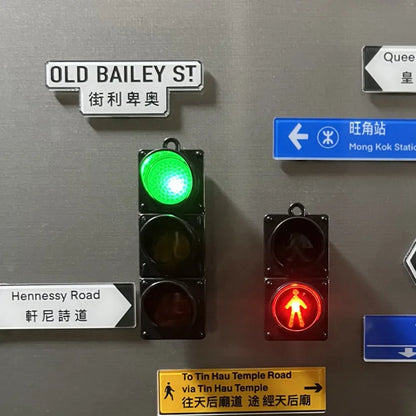 OLD BAILEY ST.
街利卑奧
Quee
皇
旺角站
Mong Kok Statio
Hennessy Road
軒尼詩道
To Tin Hau Temple Road
via Tin Hau Temple
往天后廟道 途經天后廟